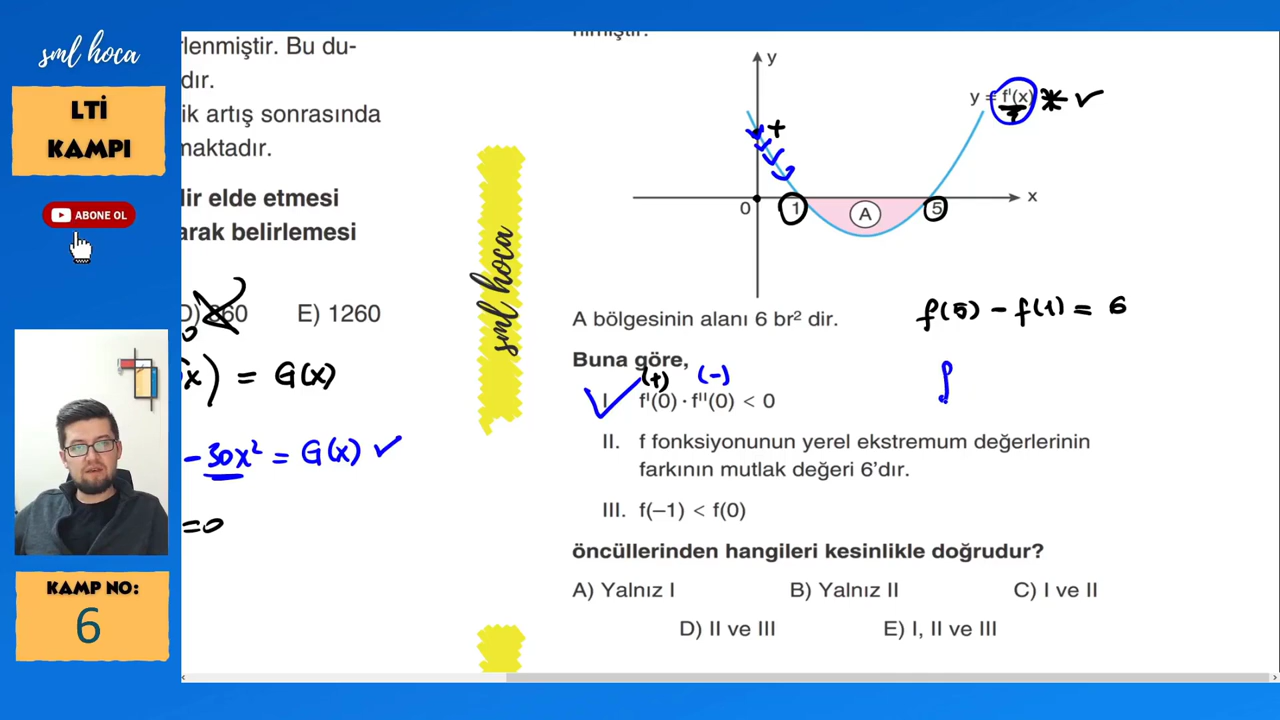 sml hoca
LTİ
KAMPI
ABONE OL
KAMP NO:
6
rlenmiştir. Bu du-
dır.
ik artış sonrasında
maktadır.
lir elde etmesi
arak belirlemesi
D) 860
E) 1260
x) = G(x)
- 30x² = G(x) ✓
=0
sml hoca
y
y = f'(x)
+
0
1
A
5
x
A bölgesinin alanı 6 br² dir.
f(5) - f(1) = 6
Buna göre,
(+) (-)
I. f'(0) · f''(0) < 0
II. f fonksiyonunun yerel ekstremum değerlerinin
farkının mutlak değeri 6'dır.
III. f(–1) < f(0)
öncüllerinden hangileri kesinlikle doğrudur?
A) Yalnız I
B) Yalnız II
C) I ve II
D) II ve III
E) I, II ve III